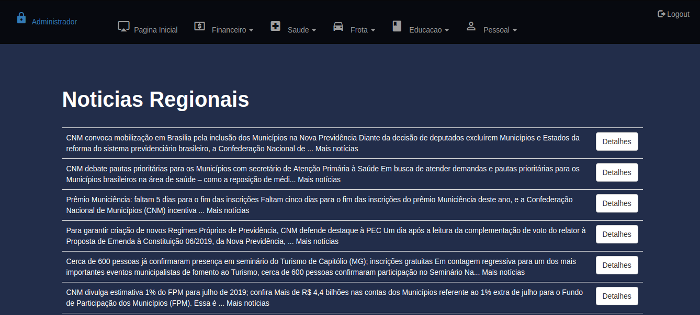 Administrador
Pagina Inicial
Financeiro
Saude
Frota
Educacao
Pessoal
Logout
Noticias Regionais
CNM convoca mobilização em Brasília pela inclusão dos Municípios na Nova Previdência Diante da decisão de deputados excluírem Municípios e Estados da
reforma do sistema previdenciário brasileiro, a Confederação Nacional de ... Mais notícias
Detalhes
CNM debate pautas prioritárias para os Municípios com secretário de Atenção Primária à Saúde Em busca de atender demandas e pautas prioritárias para os
Municípios brasileiros na área de saúde – como a reposição de médi... Mais notícias
Detalhes
Prêmio Municiência: faltam 5 dias para o fim das inscrições Faltam cinco dias para o fim das inscrições do prêmio Municiência deste ano, e a Confederação
Nacional de Municípios (CNM) incentiva ... Mais notícias
Detalhes
Para garantir criação de novos Regimes Próprios de Previdência, CNM defende destaque à PEC Um dia após a leitura da complementação de voto do relator à
Proposta de Emenda à Constituição 06/2019, da Nova Previdência, ... Mais notícias
Detalhes
Cerca de 600 pessoas já confirmaram presença em seminário do Turismo de Capitólio (MG); inscrições gratuitas Em contagem regressiva para um dos mais
importantes eventos municipalistas de fomento ao Turismo, cerca de 600 pessoas confirmaram participação no Seminário Na... Mais notícias
Detalhes
CNM divulga estimativa 1% do FPM para julho de 2019; confira Mais de R$ 4,4 bilhões nas contas dos Municípios referente ao 1% extra de julho para o Fundo
de Participação dos Municípios (FPM). Essa é ... Mais notícias
Detalhes